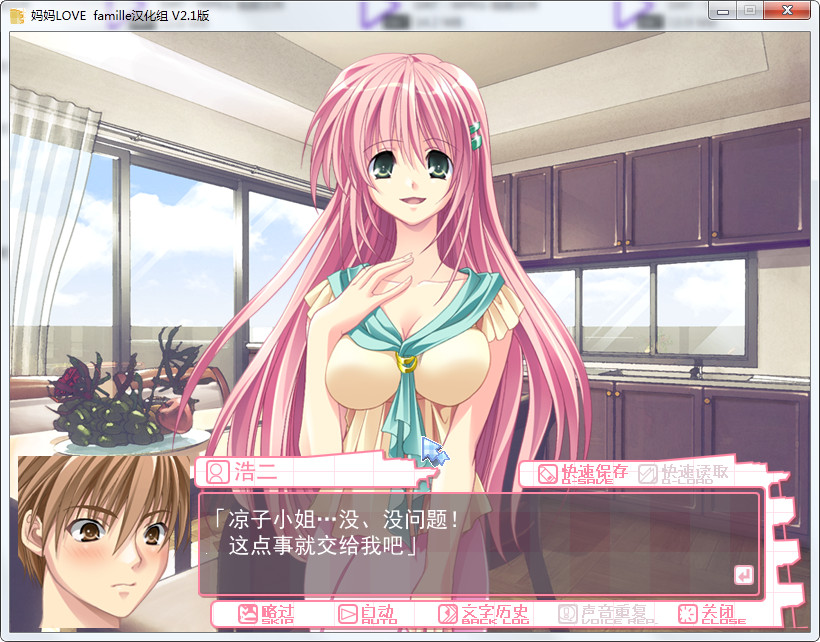 妈妈LOVE famille汉化组 V2.1版
浩二
快速保存
Q-SAVE
快速读取
Q-LOAD
「凉子小姐…没、没问题！
这点事就交给我吧」
略过
SKIP
自动
AUTO
文字历史
BACK LOG
声音重复
VOICE REP.
关闭
CLOSE